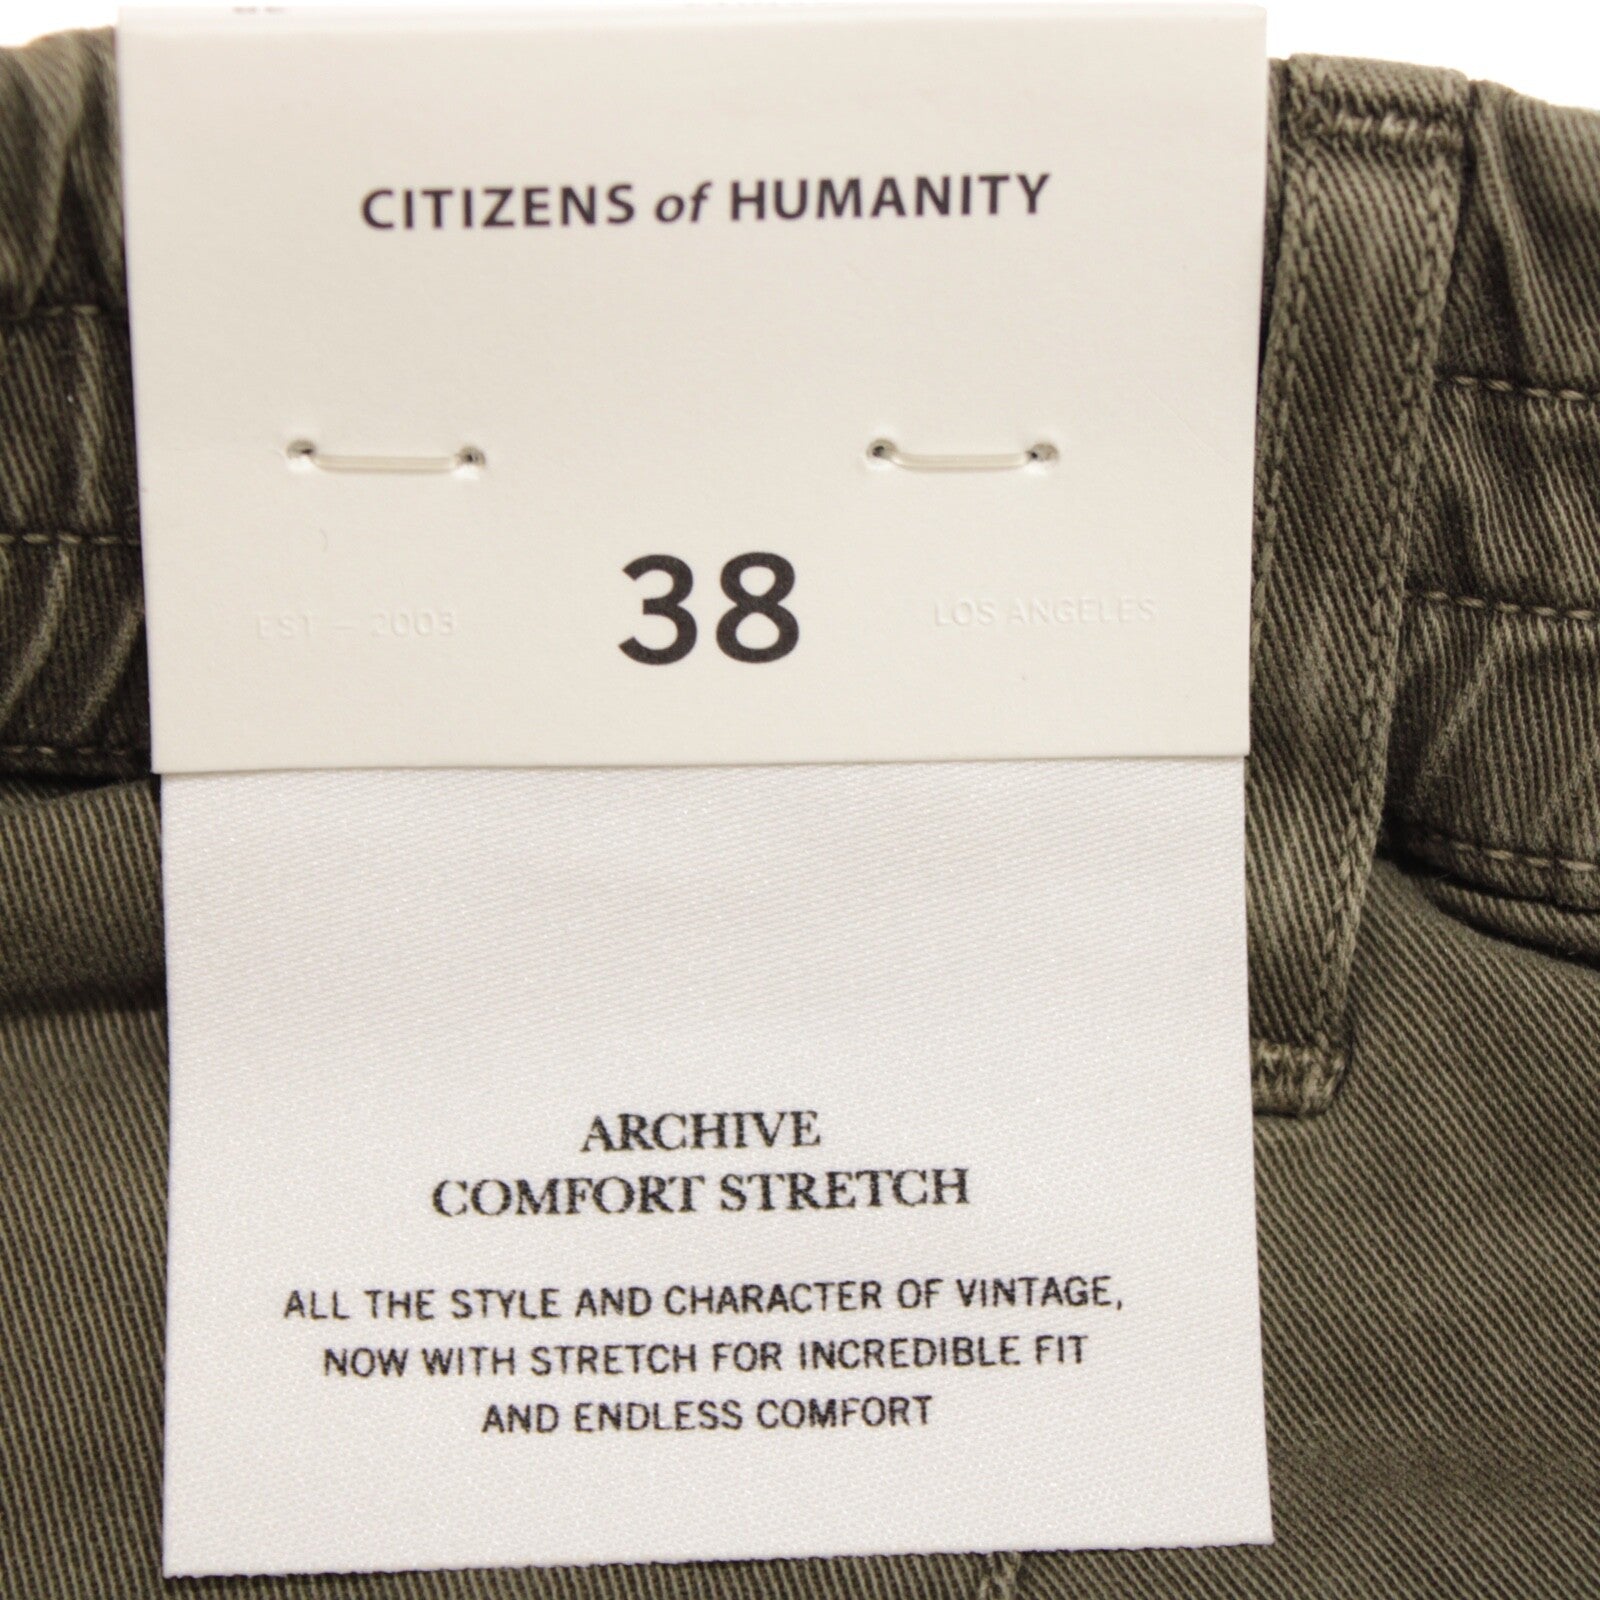 CITIZENS of HUMANITY
EST – 2003 38 LOS ANGELES
ARCHIVE
COMFORT STRETCH
ALL THE STYLE AND CHARACTER OF VINTAGE,
NOW WITH STRETCH FOR INCREDIBLE FIT
AND ENDLESS COMFORT